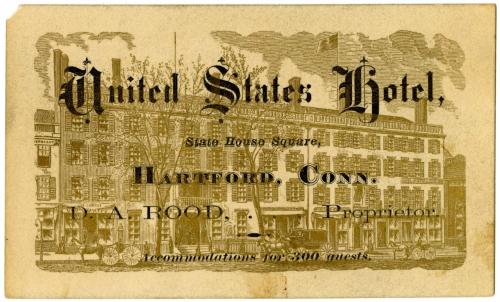 United States Hotel,
State House Square,
HARTFORD, CONN.
D. A. ROOD, . . Proprietor.
Accommodations for 300 guests.